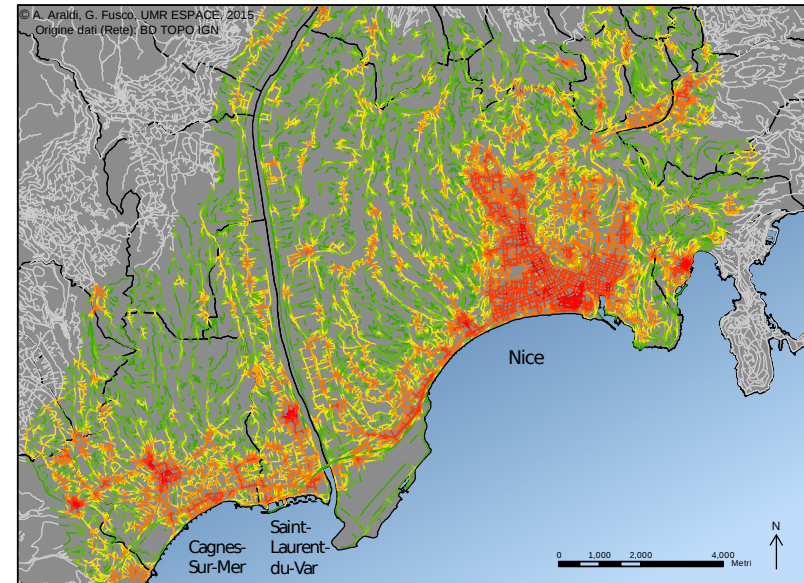 © A. Araldi, G. Fusco, UMR ESPACE, 2015
Origine dati (Rete): BD TOPO IGN
Nice
Saint-
Laurent-
du-Var
Cagnes-
Sur-Mer
N
0 1,000 2,000 4,000
Metri